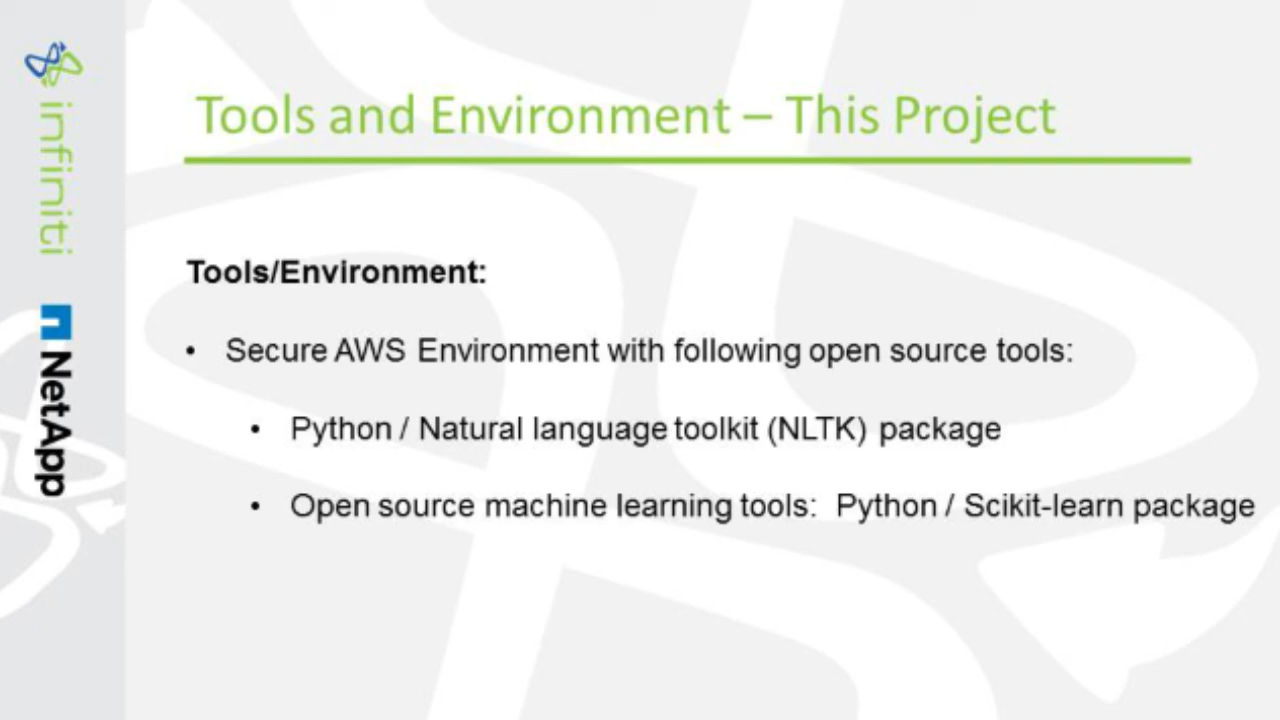 infiniti
NetApp
Tools and Environment – This Project
Tools/Environment:
• Secure AWS Environment with following open source tools:
• Python / Natural language toolkit (NLTK) package
• Open source machine learning tools: Python / Scikit-learn package